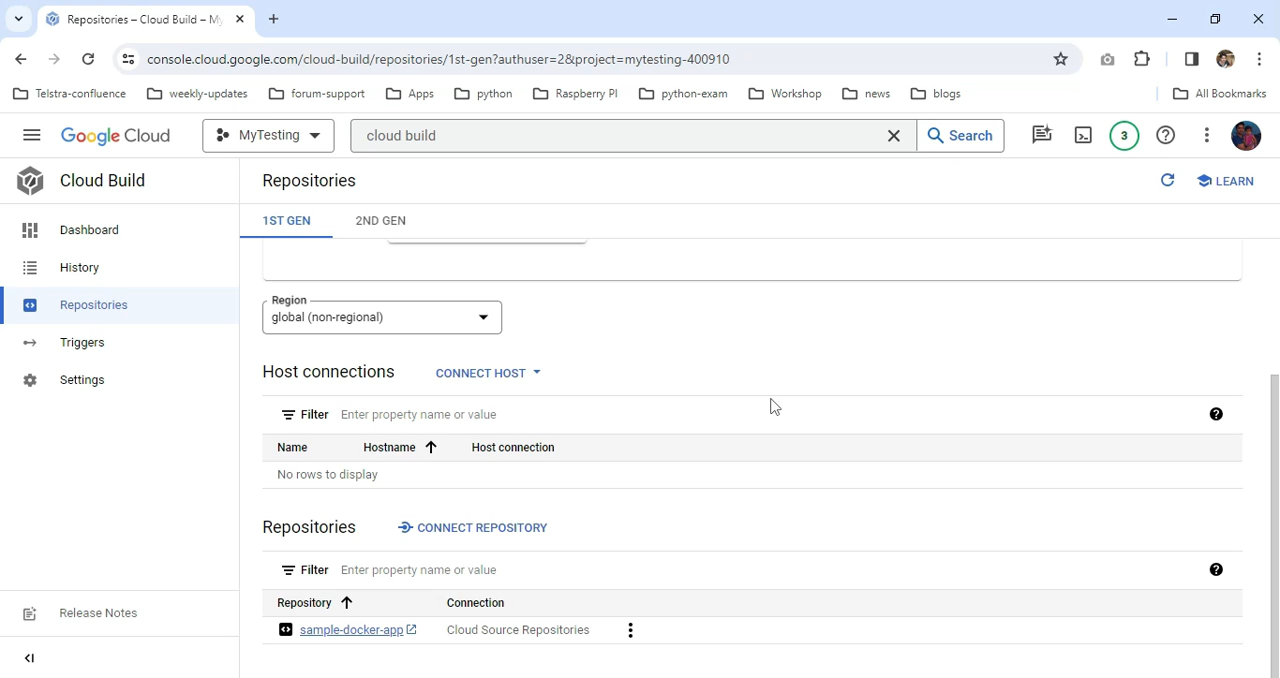 Repositories – Cloud Build – My
console.cloud.google.com/cloud-build/repositories/1st-gen?authuser=2&project=mytesting-400910
Telstra-confluence weekly-updates forum-support Apps python Raspberry PI python-exam Workshop news blogs All Bookmarks
Google Cloud MyTesting cloud build Search 3
Cloud Build Repositories LEARN
1ST GEN 2ND GEN
Dashboard
History
Repositories
Triggers
Settings
Release Notes
Region
global (non-regional)
Host connections CONNECT HOST
Filter Enter property name or value
Name Hostname Host connection
No rows to display
Repositories CONNECT REPOSITORY
Filter Enter property name or value
Repository Connection
sample-docker-app Cloud Source Repositories